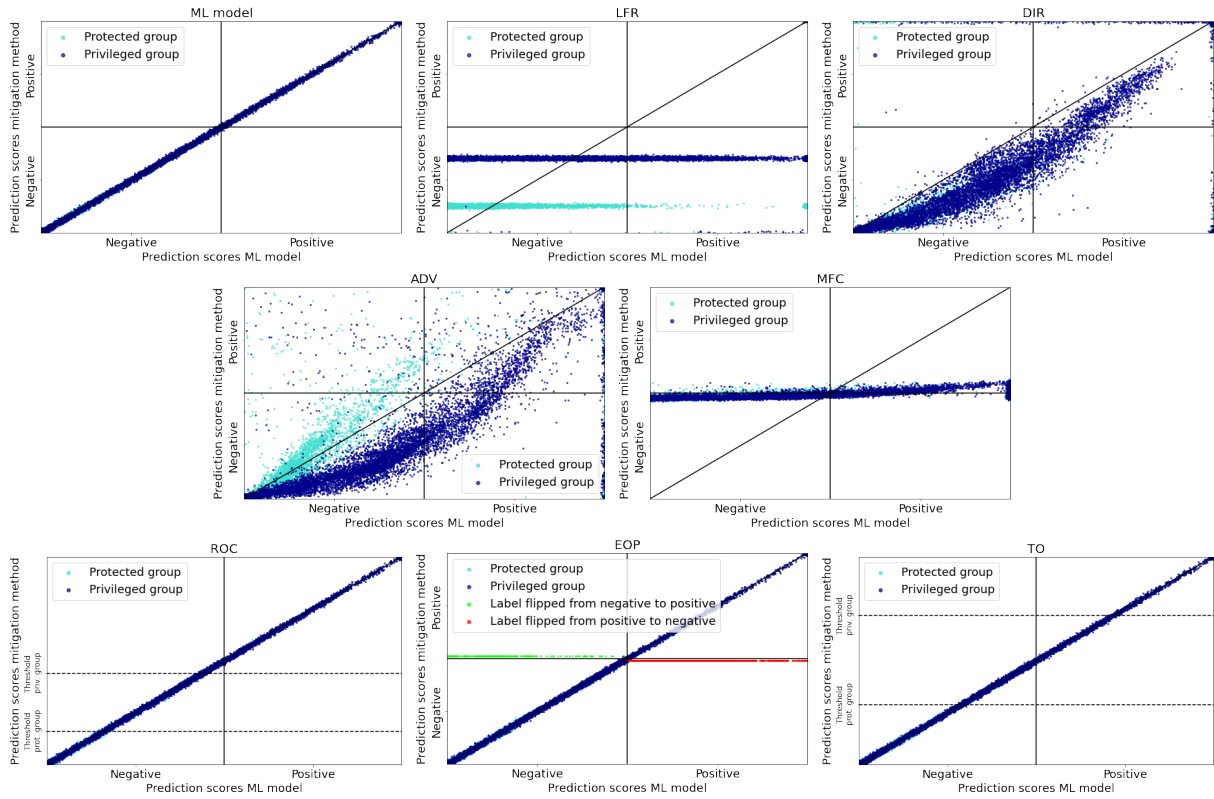 ML model
Prediction scores mitigation method
Positive
Negative
Protected group
Privileged group
Negative
Positive
Prediction scores ML model
LFR
Prediction scores mitigation method
Positive
Negative
Protected group
Privileged group
Negative
Positive
Prediction scores ML model
DIR
Prediction scores mitigation method
Positive
Negative
Protected group
Privileged group
Negative
Positive
Prediction scores ML model
ADV
Prediction scores mitigation method
Positive
Negative
Protected group
Privileged group
Negative
Positive
Prediction scores ML model
MFC
Prediction scores mitigation method
Positive
Negative
Protected group
Privileged group
Negative
Positive
Prediction scores ML model
ROC
Prediction scores mitigation method
Threshold
priv. group
Threshold
prot. group
Protected group
Privileged group
Negative
Positive
Prediction scores ML model
EOP
Prediction scores mitigation method
Positive
Negative
Protected group
Privileged group
Label flipped from negative to positive
Label flipped from positive to negative
Negative
Positive
Prediction scores ML model
TO
Prediction scores mitigation method
Threshold
priv. group
Threshold
prot. group
Protected group
Privileged group
Negative
Positive
Prediction scores ML model